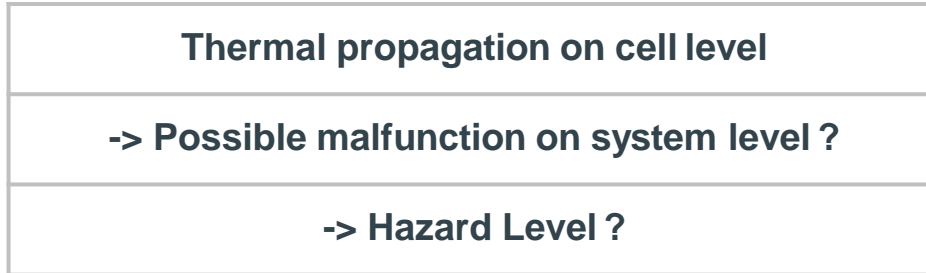 Thermal propagation on cell level
-> Possible malfunction on system level ?
-> Hazard Level ?